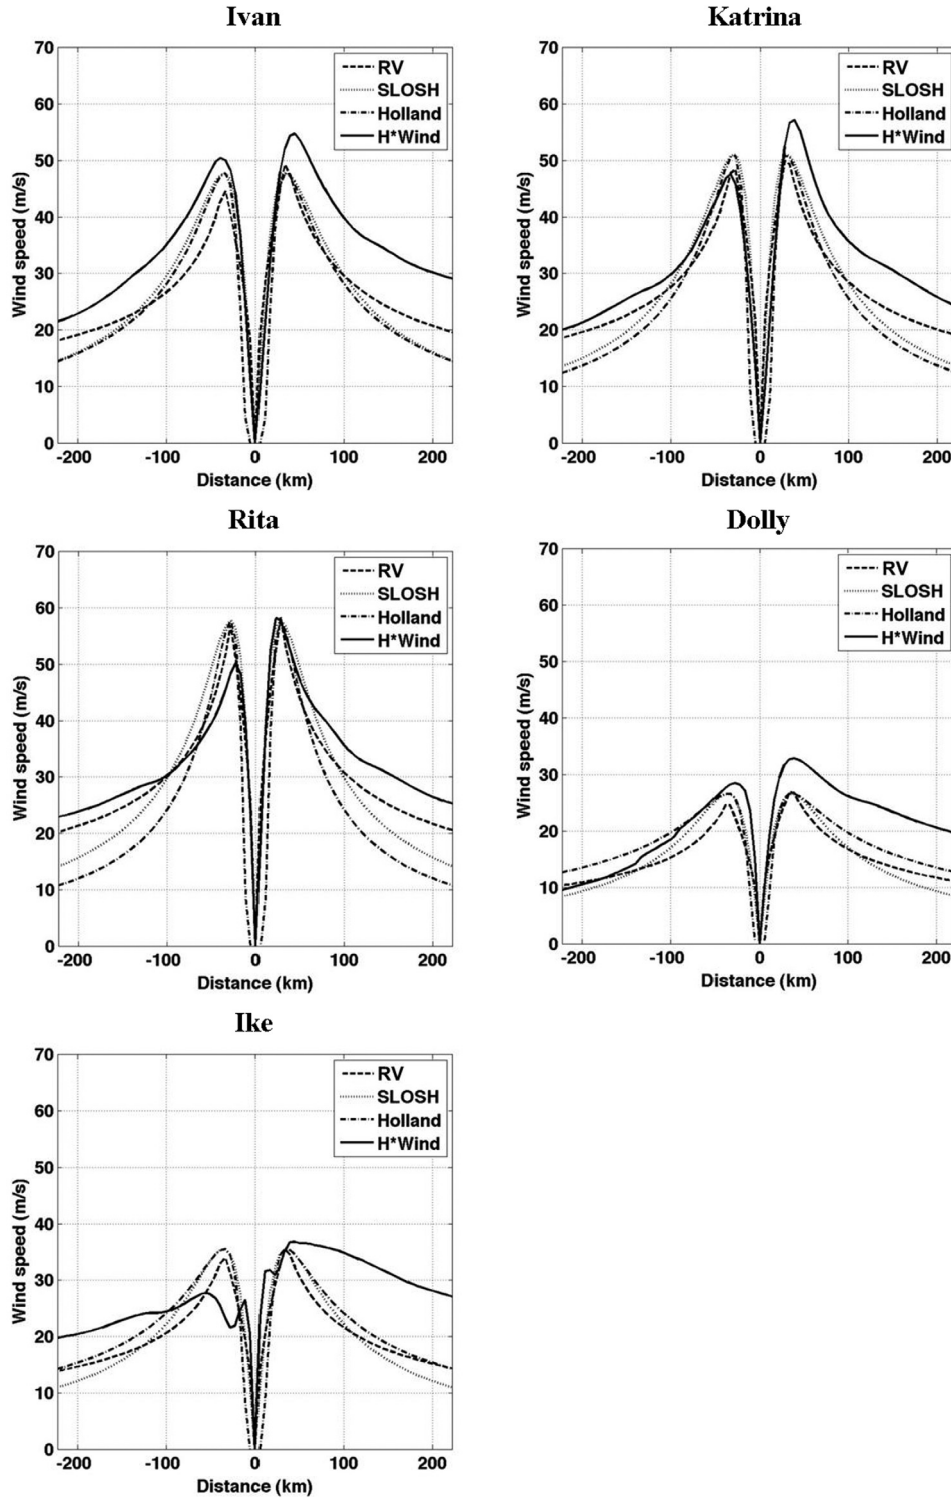 Ivan
Katrina
70
60
50
40
30
20
10
0
Wind speed (m/s)
RV
SLOSH
Holland
H*Wind
-200 -100 0 100 200
Distance (km)
70
60
50
40
30
20
10
0
Wind speed (m/s)
RV
SLOSH
Holland
H*Wind
-200 -100 0 100 200
Distance (km)
Rita
Dolly
70
60
50
40
30
20
10
0
Wind speed (m/s)
RV
SLOSH
Holland
H*Wind
-200 -100 0 100 200
Distance (km)
70
60
50
40
30
20
10
0
Wind speed (m/s)
RV
SLOSH
Holland
H*Wind
-200 -100 0 100 200
Distance (km)
Ike
70
60
50
40
30
20
10
0
Wind speed (m/s)
RV
SLOSH
Holland
H*Wind
-200 -100 0 100 200
Distance (km)